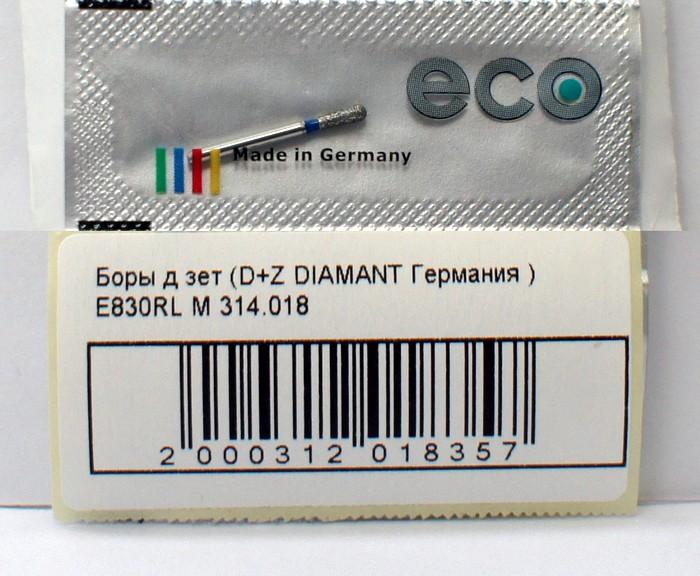 eco
Made in Germany
Боры д зет (D+Z DIAMANT Германия )
E830RL M 314.018
2 000312 018357